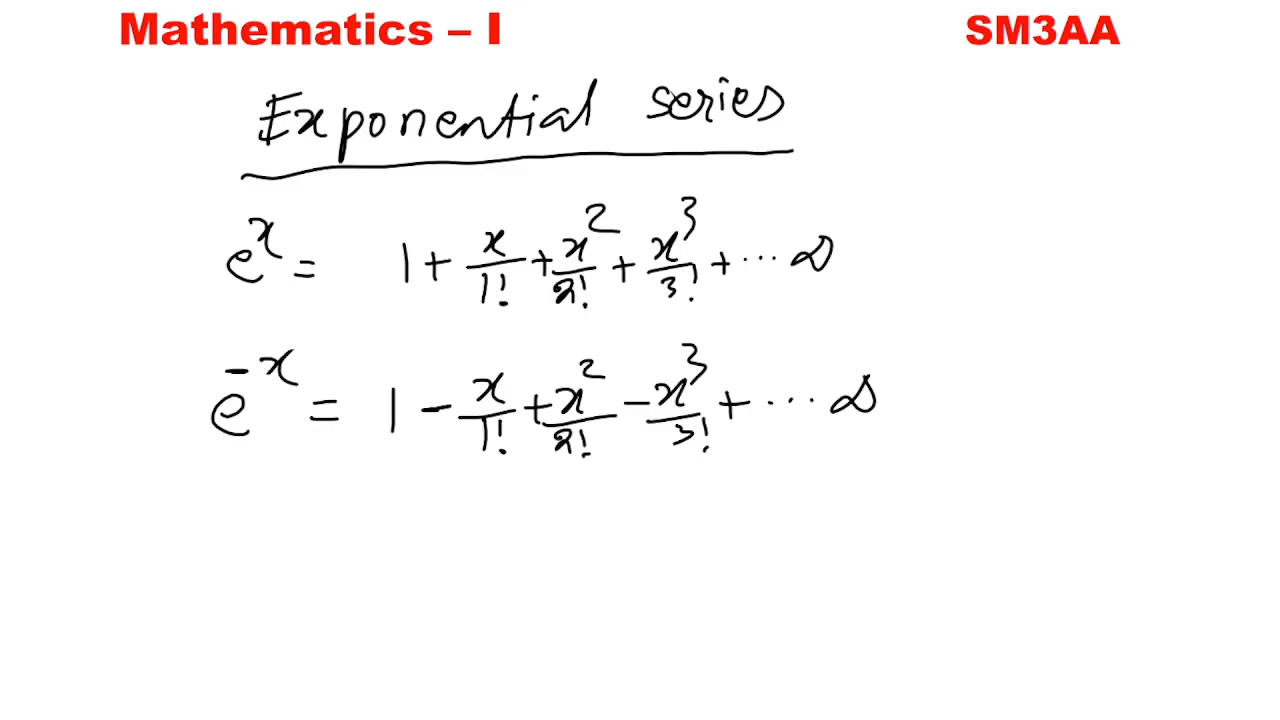 Mathematics – I SM3AA
Exponential series
e^x = 1 + x/1! + x^2/2! + x^3/3! + ... ∞
e^-x = 1 - x/1! + x^2/2! - x^3/3! + ... ∞